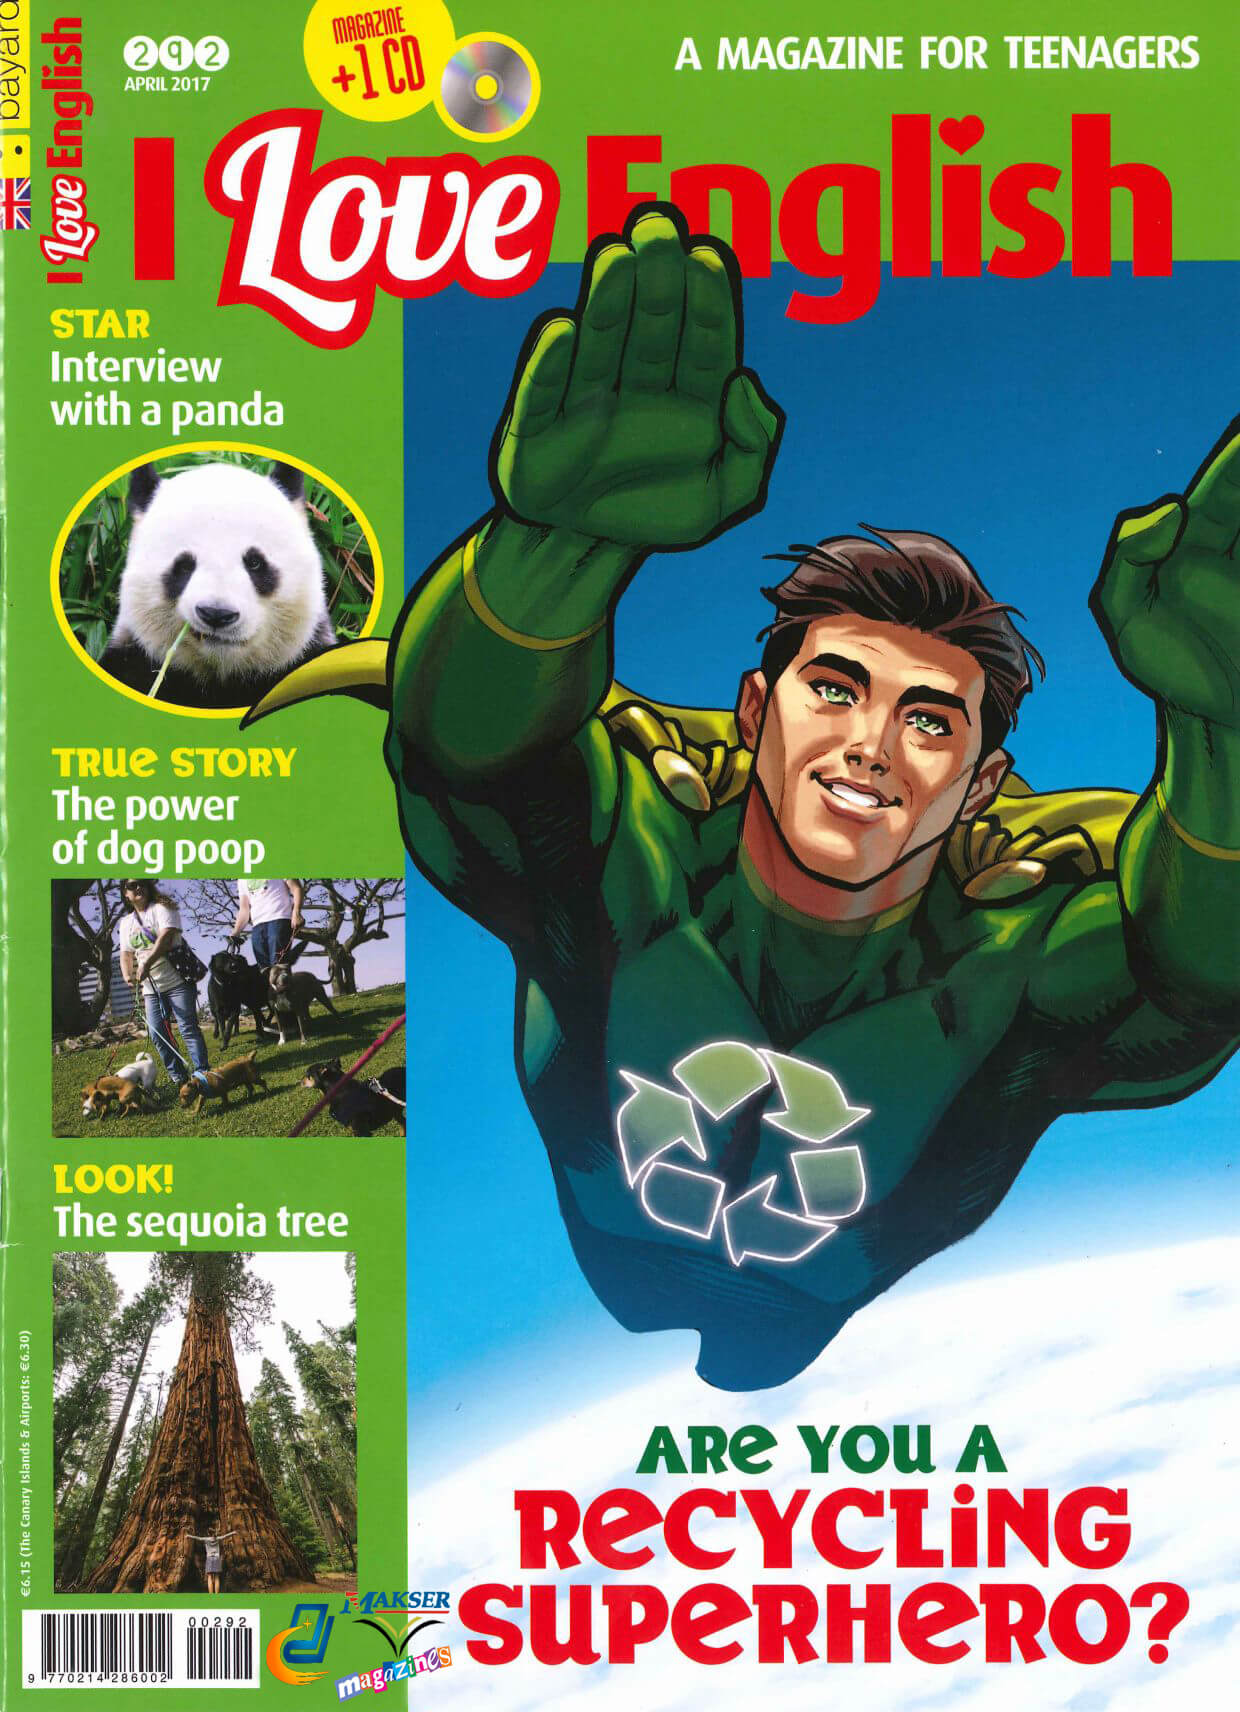 bayard
I Love English
292
APRIL 2017
MAGAZINE
+1 CD
A MAGAZINE FOR TEENAGERS
I Love English
STAR
Interview
with a panda
TRUE STORY
The power
of dog poop
LOOK!
The sequoia tree
€6.15 (The Canary Islands & Airports: €6.30)
ARE YOU A
RECYCLING
SUPERHERO?
00292
9 770214 286002
MAKSER
magazines